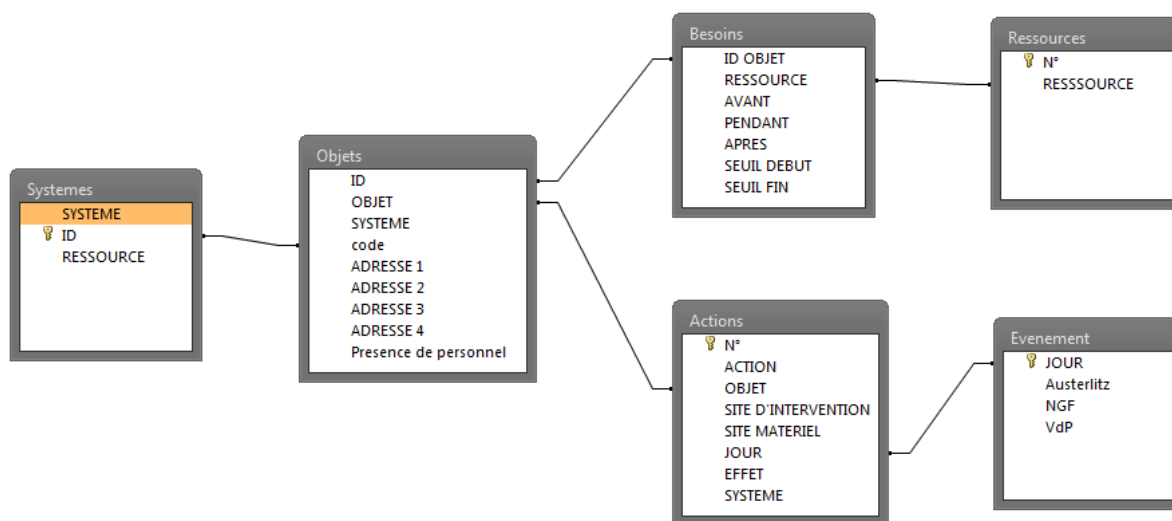 Systemes
SYSTEME
ID
RESSOURCE
Objets
ID
OBJET
SYSTEME
code
ADRESSE 1
ADRESSE 2
ADRESSE 3
ADRESSE 4
Presence de personnel
Besoins
ID OBJET
RESSOURCE
AVANT
PENDANT
APRES
SEUIL DEBUT
SEUIL FIN
Ressources
N°
RESSSOURCE
Actions
N°
ACTION
OBJET
SITE D'INTERVENTION
SITE MATERIEL
JOUR
EFFET
SYSTEME
Evenement
JOUR
Austerlitz
NGF
VdP